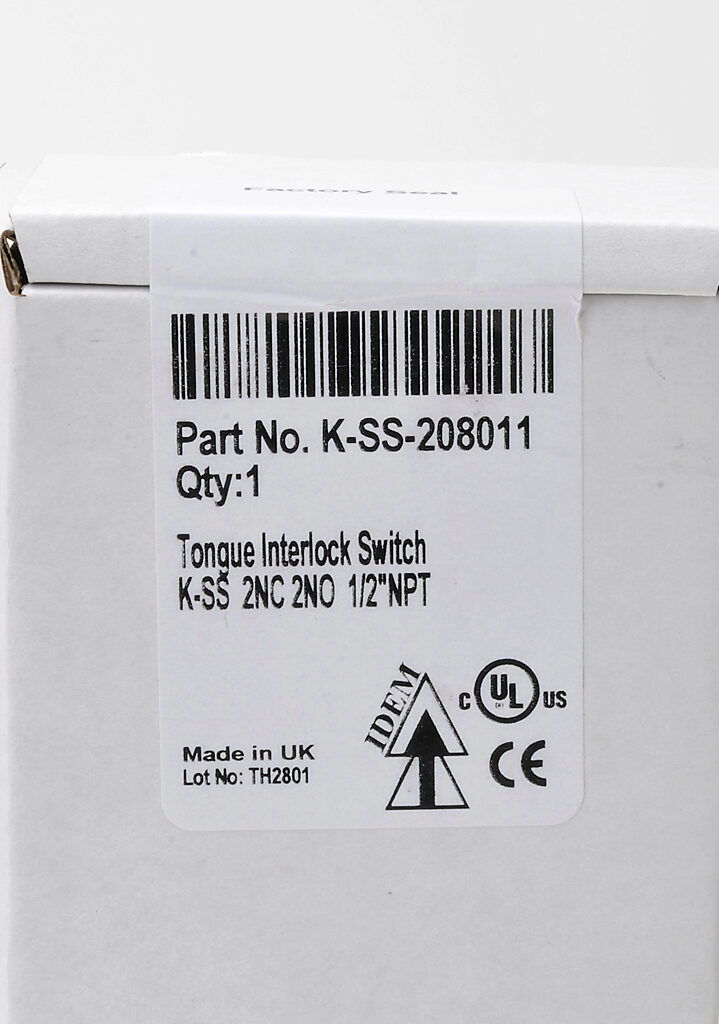 Factory Seal
Part No. K-SS-208011
Qty:1
Tongue Interlock Switch
K-SS 2NC 2NO 1/2"NPT
IDEM
C UL US
CE
Made in UK
Lot No: TH2801